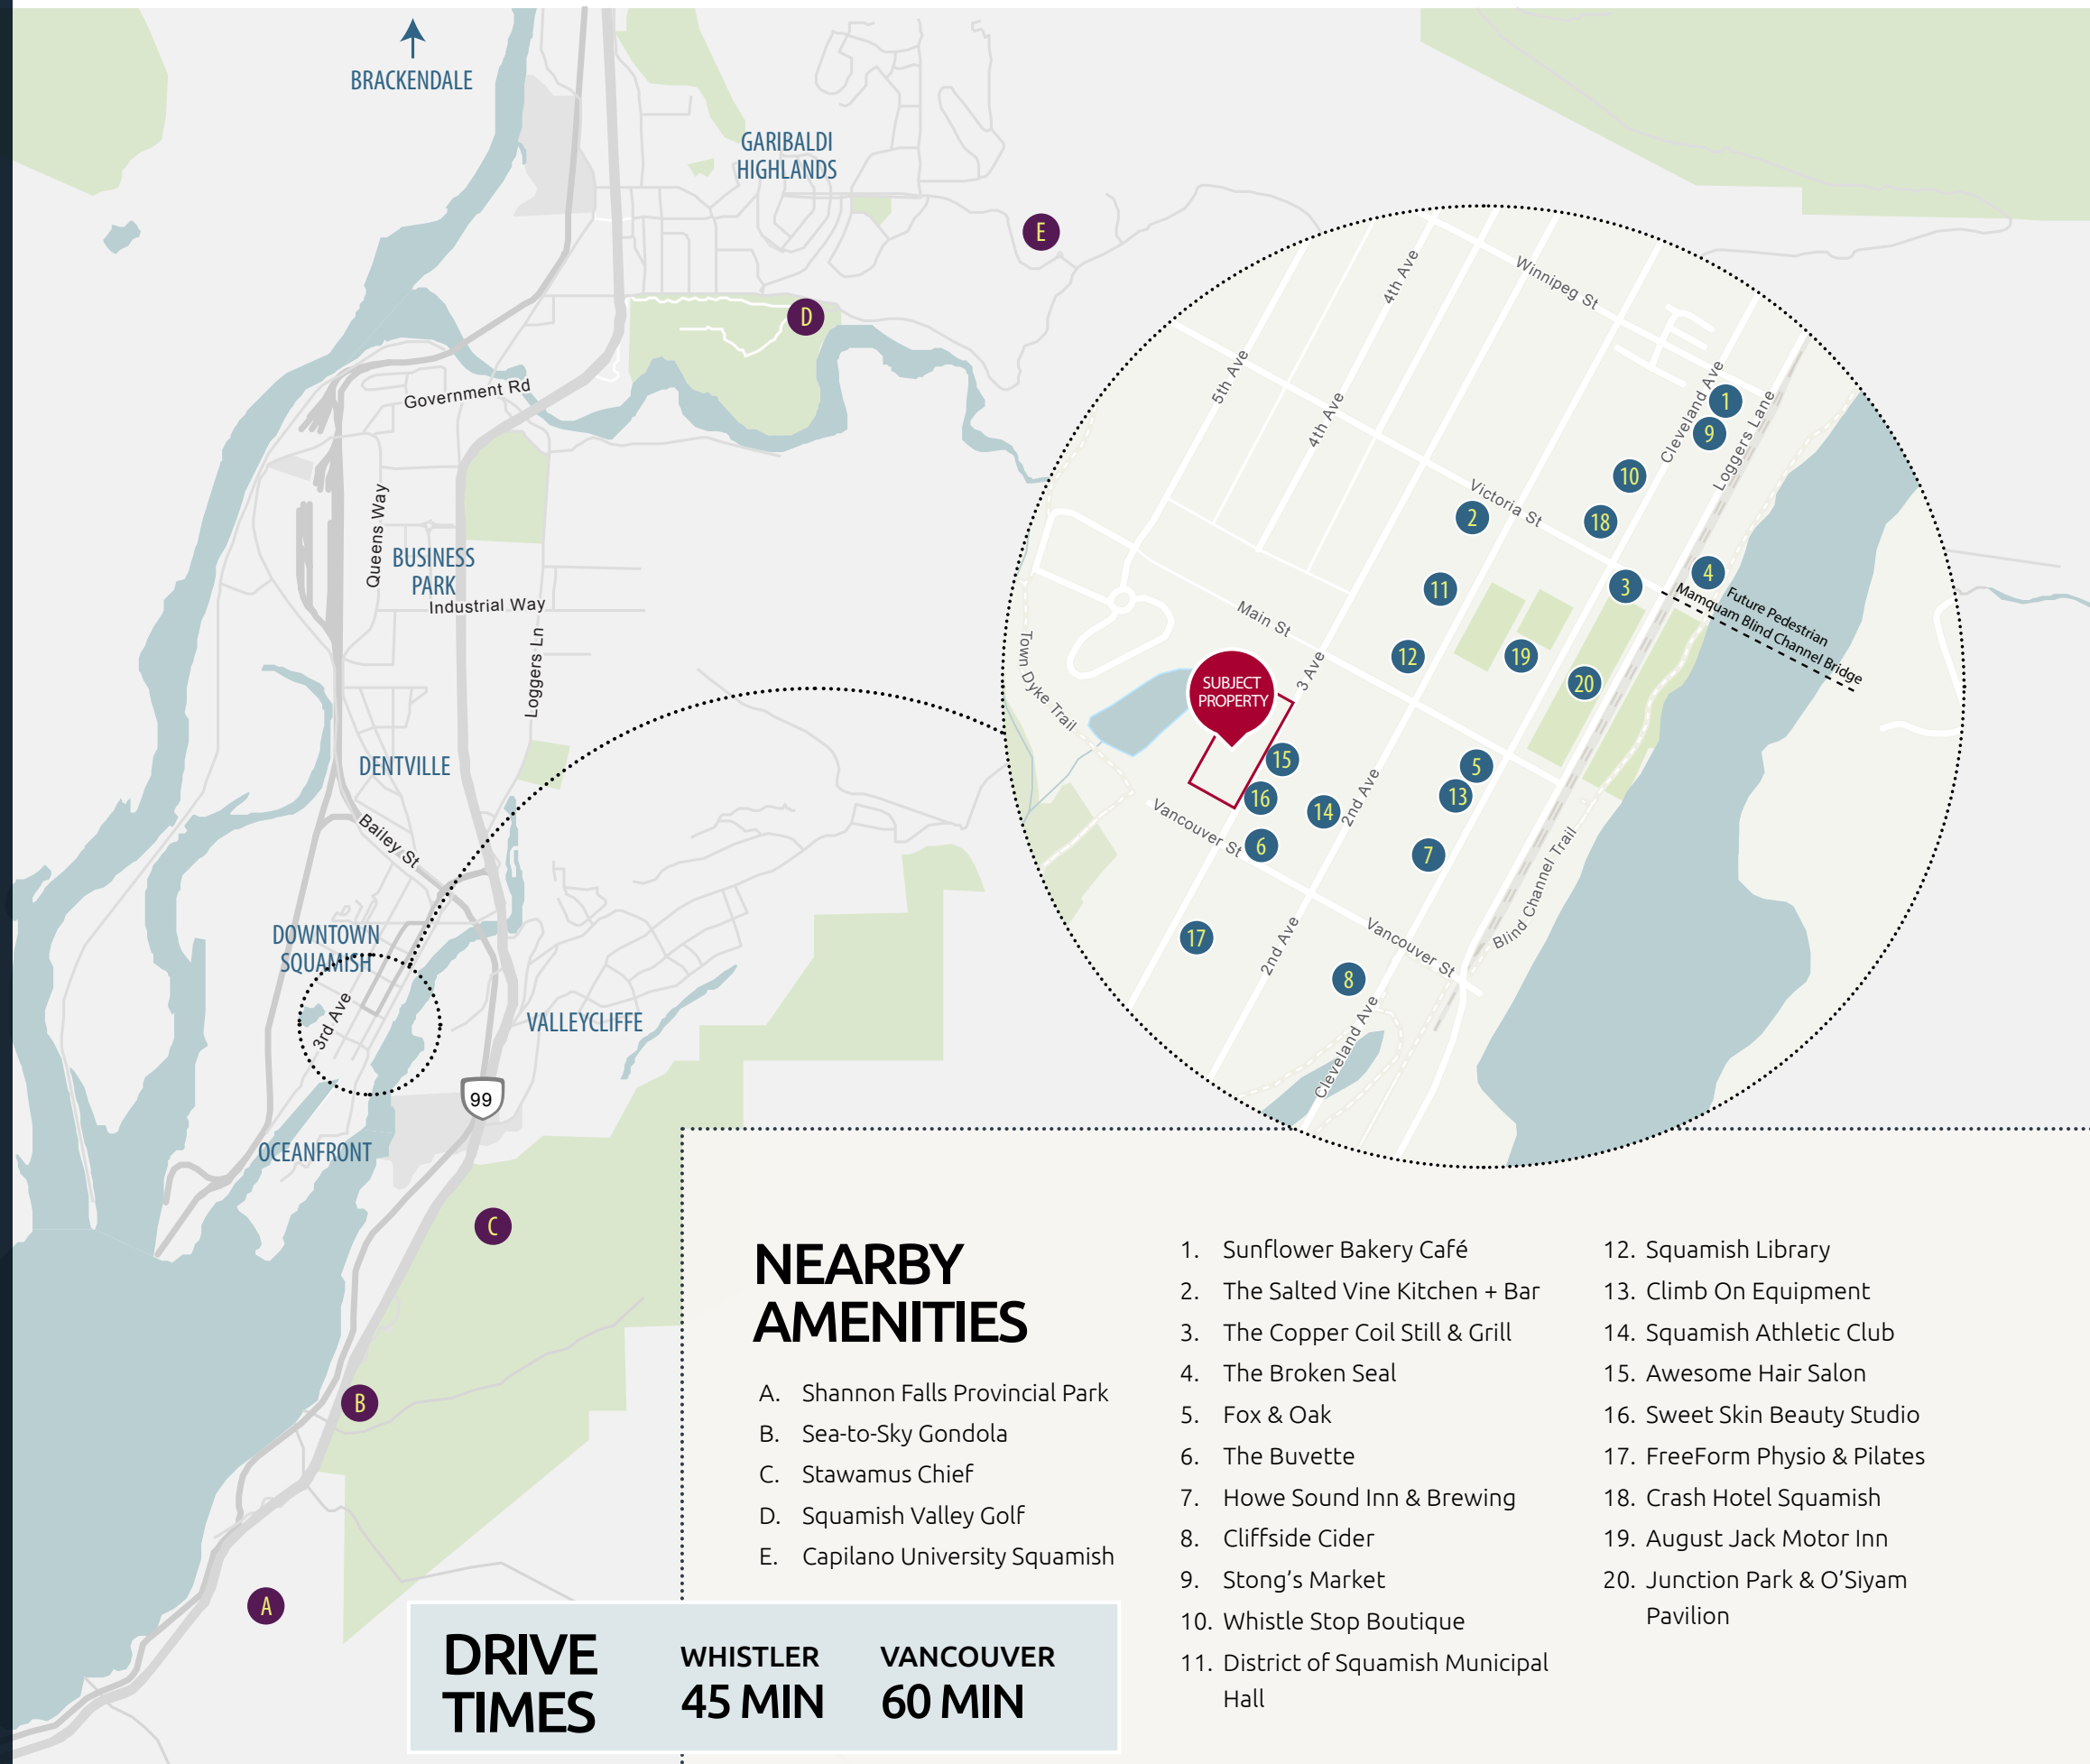 BRACKENDALE
GARIBALDI
HIGHLANDS
E
D
Government Rd
Queens Way
BUSINESS
PARK
Industrial Way
Loggers Ln
DENTVILLE
Bailey St
DOWNTOWN
SQUAMISH
3rd Ave
VALLEYCLIFFE
99
OCEANFRONT
C
B
A
Winnipeg St
4th Ave
5th Ave
4th Ave
Cleveland Ave
Loggers Lane
1
9
10
Victoria St
2
18
11
3
4
Future Pedestrian
Mamquam Blind Channel Bridge
Main St
Town Dyke Trail
3 Ave
12
19
20
SUBJECT
PROPERTY
15
5
16
13
14
2nd Ave
Vancouver St
6
7
Blind Channel Trail
17
2nd Ave
Vancouver St
8
Cleveland Ave
NEARBY
AMENITIES
A. Shannon Falls Provincial Park
B. Sea-to-Sky Gondola
C. Stawamus Chief
D. Squamish Valley Golf
E. Capilano University Squamish
1. Sunflower Bakery Café
2. The Salted Vine Kitchen + Bar
3. The Copper Coil Still & Grill
4. The Broken Seal
5. Fox & Oak
6. The Buvette
7. Howe Sound Inn & Brewing
8. Cliffside Cider
9. Stong’s Market
10. Whistle Stop Boutique
11. District of Squamish Municipal
Hall
12. Squamish Library
13. Climb On Equipment
14. Squamish Athletic Club
15. Awesome Hair Salon
16. Sweet Skin Beauty Studio
17. FreeForm Physio & Pilates
18. Crash Hotel Squamish
19. August Jack Motor Inn
20. Junction Park & O’Siyam
Pavilion
DRIVE
TIMES
WHISTLER
45 MIN
VANCOUVER
60 MIN